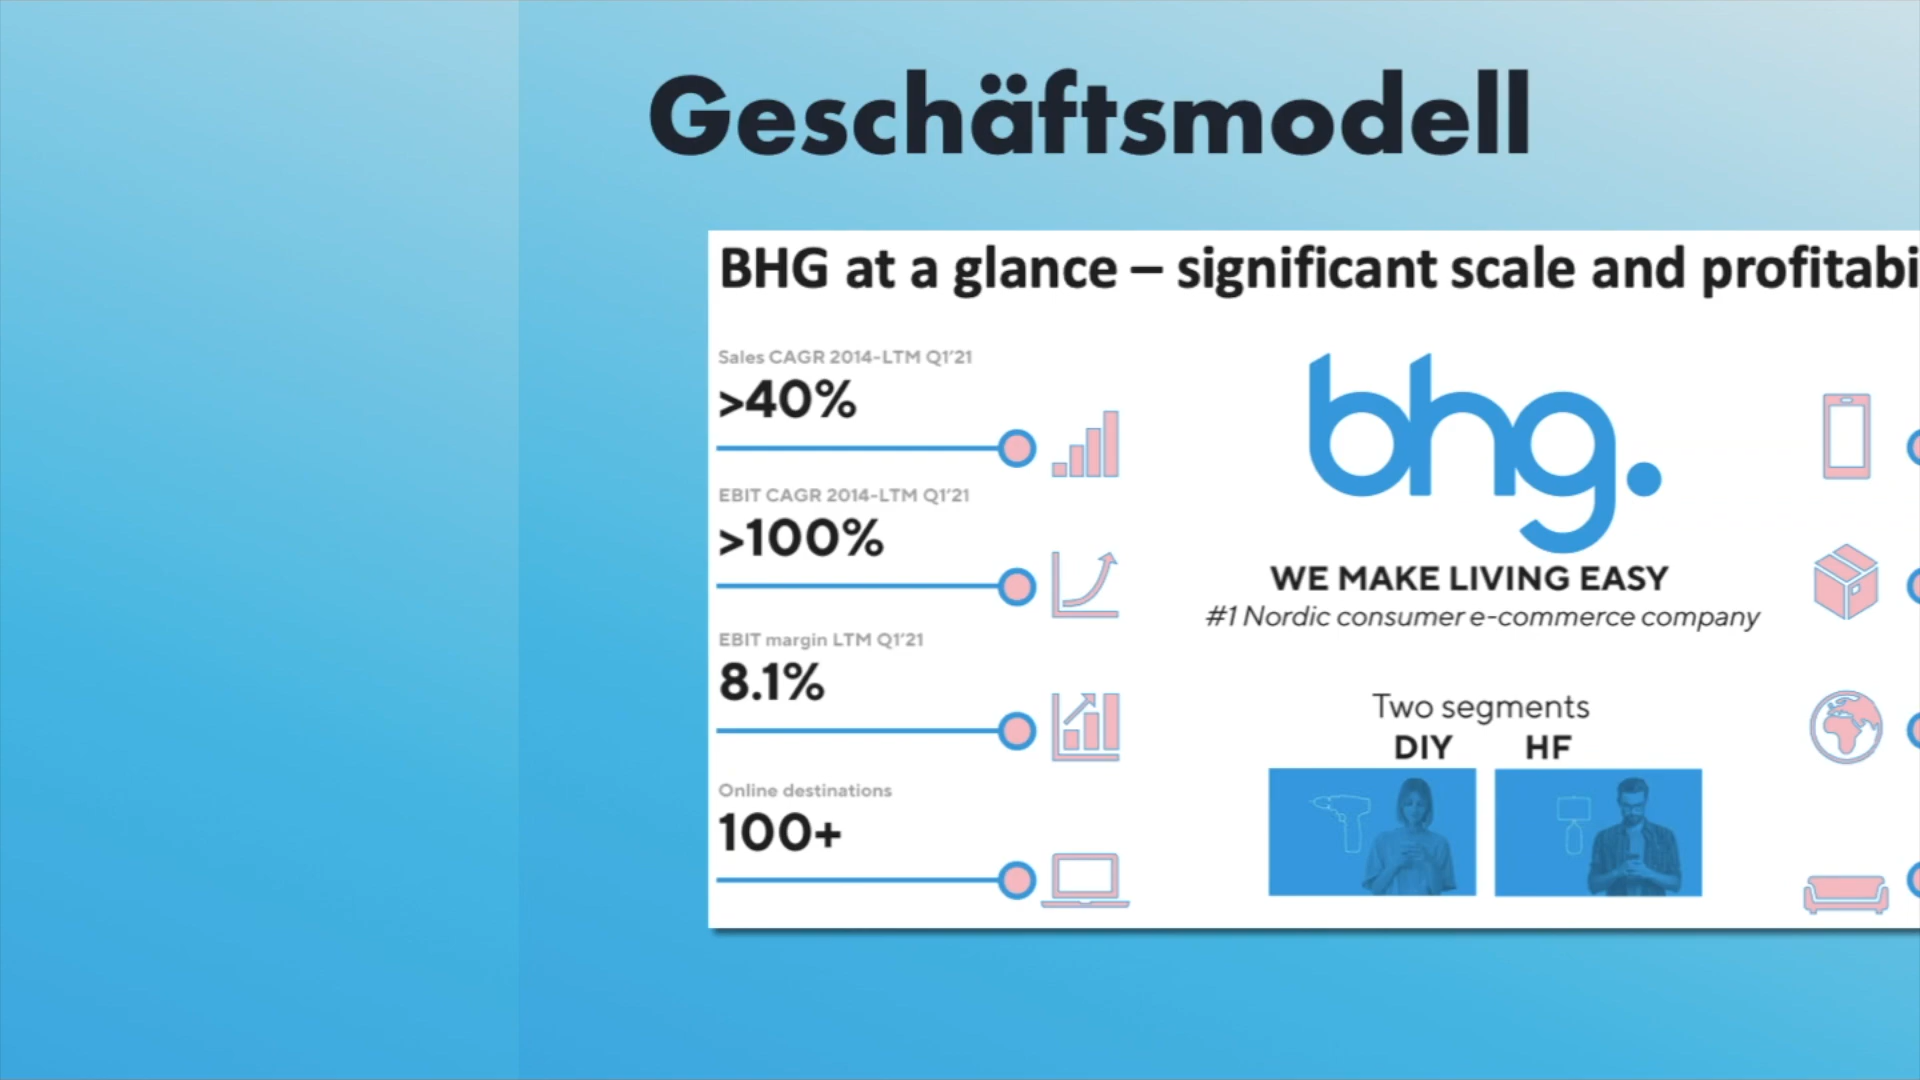 Geschäftsmodell
BHG at a glance – significant scale and profitabi
Sales CAGR 2014-LTM Q1'21
>40%
EBIT CAGR 2014-LTM Q1'21
>100%
EBIT margin LTM Q1'21
8.1%
Online destinations
100+
bhg.
WE MAKE LIVING EASY
#1 Nordic consumer e-commerce company
Two segments
DIY HF